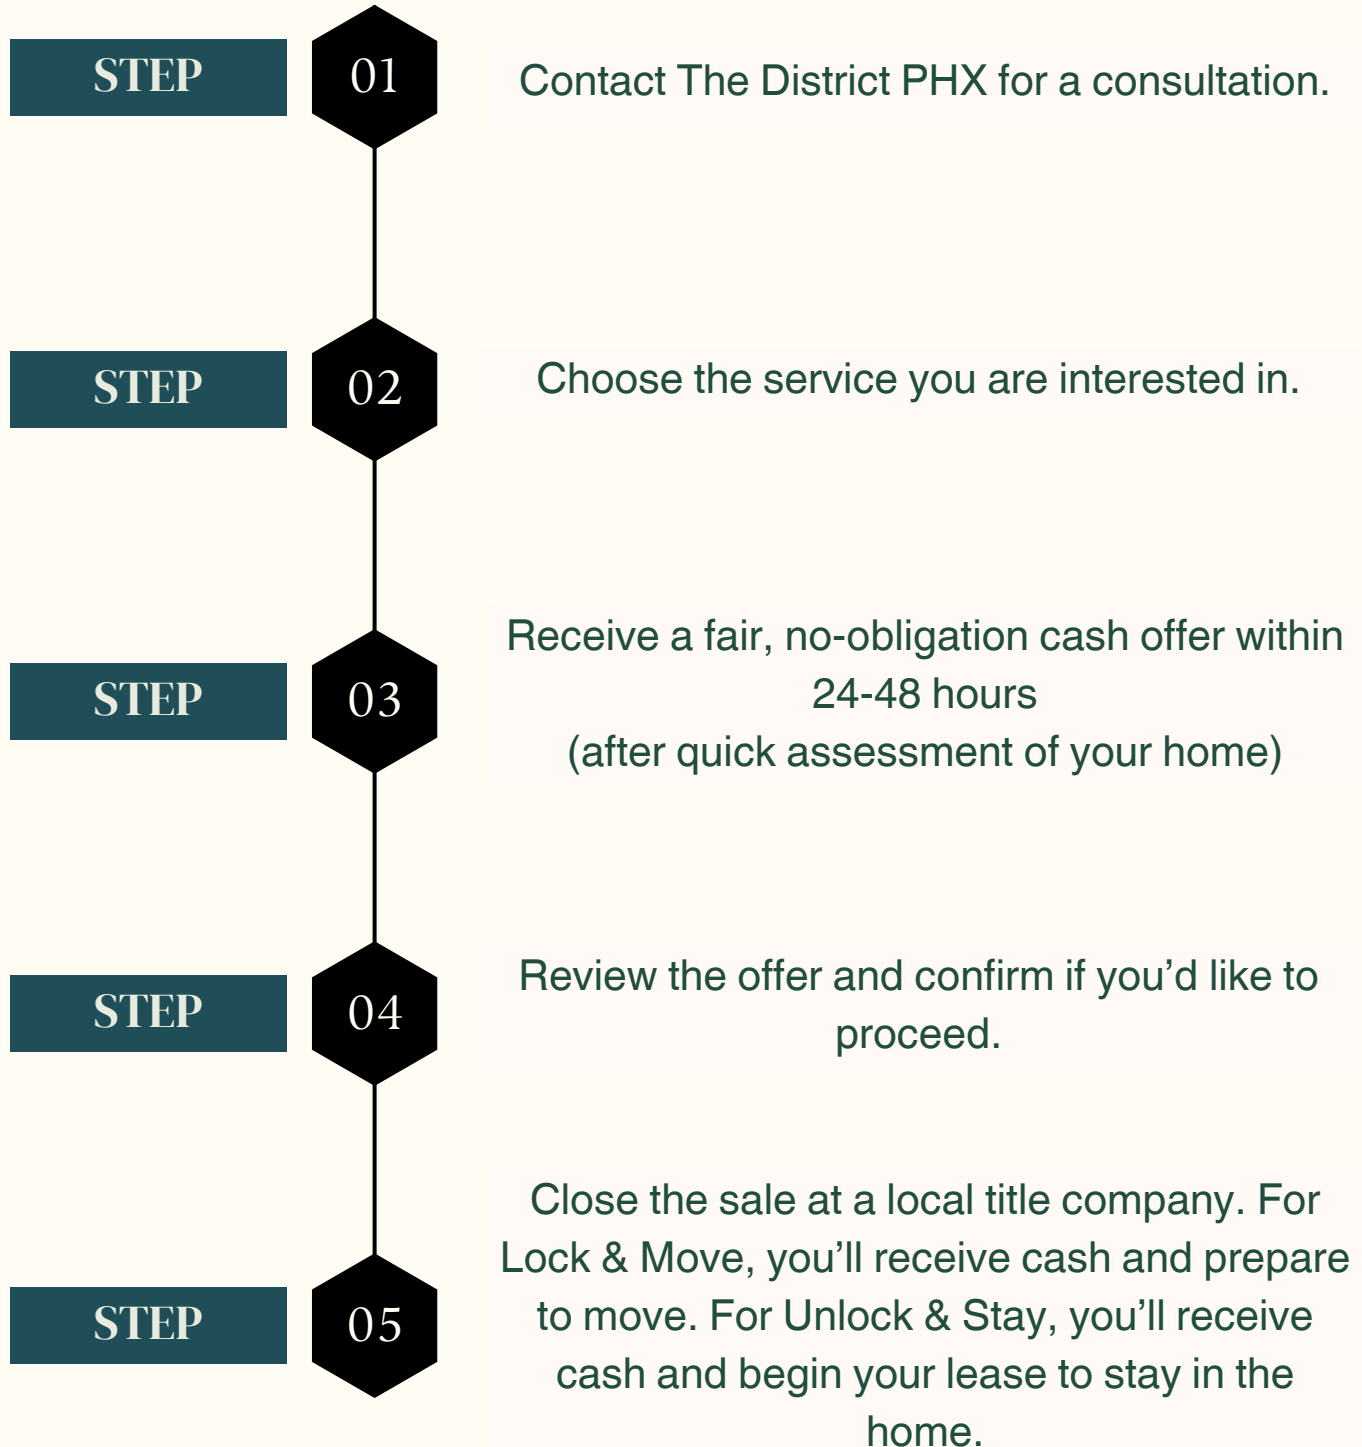 STEP
01
Contact The District PHX for a consultation.
STEP
02
Choose the service you are interested in.
STEP
03
Receive a fair, no-obligation cash offer within
24-48 hours
(after quick assessment of your home)
STEP
04
Review the offer and confirm if you’d like to
proceed.
STEP
05
Close the sale at a local title company. For
Lock & Move, you’ll receive cash and prepare
to move. For Unlock & Stay, you’ll receive
cash and begin your lease to stay in the
home.